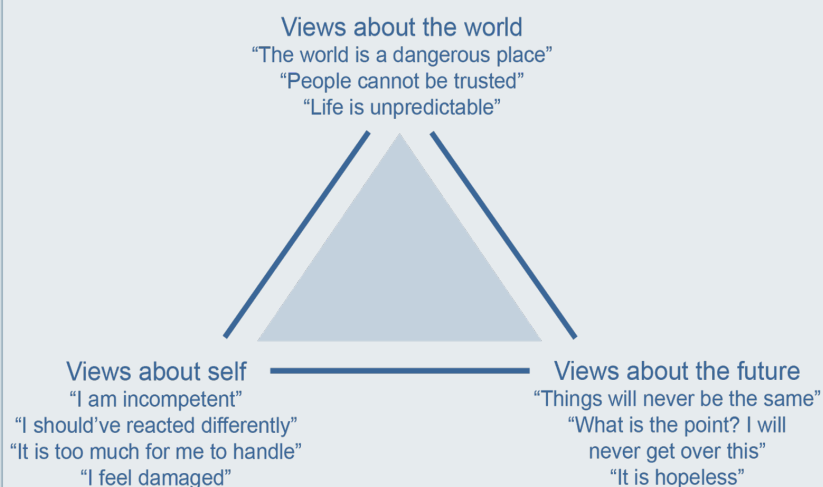 Views about the world
“The world is a dangerous place”
“People cannot be trusted”
“Life is unpredictable”
Views about self
“I am incompetent”
“I should’ve reacted differently”
“It is too much for me to handle”
“I feel damaged”
Views about the future
“Things will never be the same”
“What is the point? I will
never get over this”
“It is hopeless”